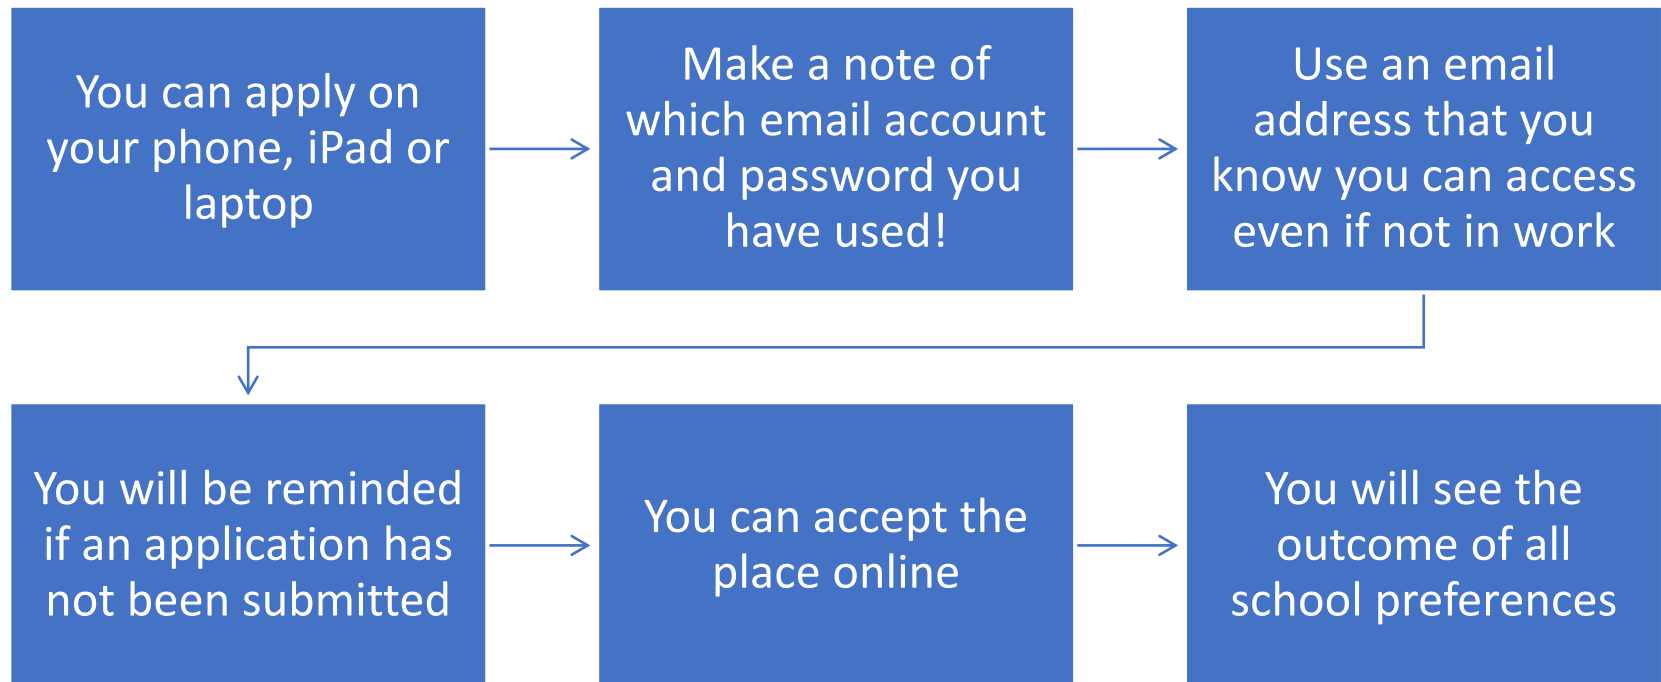 You can apply on
your phone, iPad or
laptop
Make a note of
which email account
and password you
have used!
Use an email
address that you
know you can access
even if not in work
You will be reminded
if an application has
not been submitted
You can accept the
place online
You will see the
outcome of all
school preferences